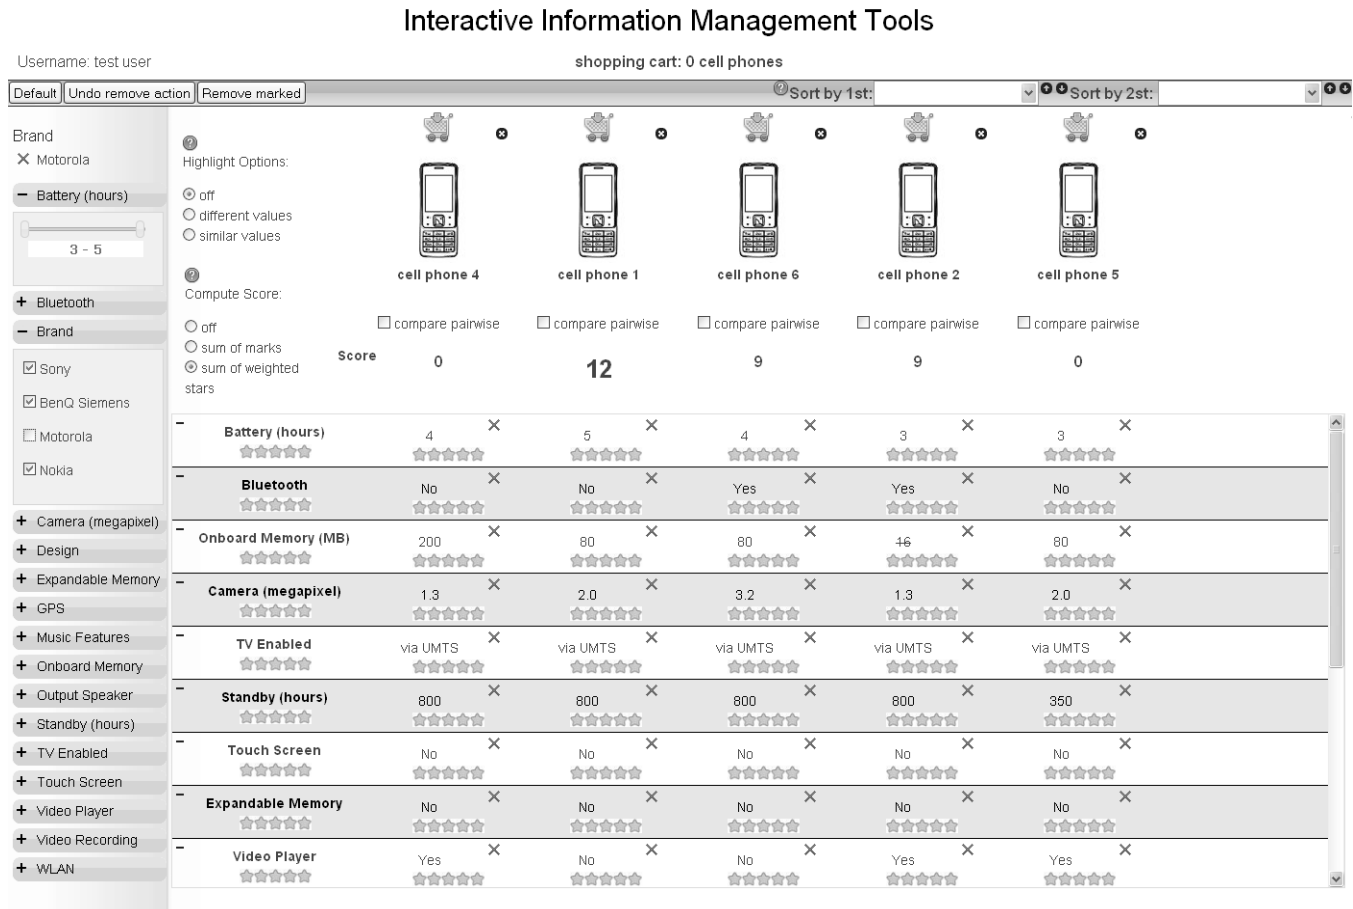 Interactive Information Management Tools
Username: test user
shopping cart: 0 cell phones
Default Undo remove action Remove marked
Sort by 1st: Sort by 2st:
Brand
Motorola
Battery (hours)
3 - 5
Bluetooth
Brand
Sony
BenQ Siemens
Motorola
Nokia
Camera (megapixel)
Design
Expandable Memory
GPS
Music Features
Onboard Memory
Output Speaker
Standby (hours)
TV Enabled
Touch Screen
Video Player
Video Recording
WLAN
Highlight Options:
off
different values
similar values
Compute Score:
off
sum of marks
sum of weighted
stars
cell phone 4 cell phone 1 cell phone 6 cell phone 2 cell phone 5
compare pairwise compare pairwise compare pairwise compare pairwise compare pairwise
Score 0 12 9 9 0
Battery (hours) 4 5 4 3 3
Bluetooth No No Yes Yes No
Onboard Memory (MB) 200 80 80 16 80
Camera (megapixel) 1.3 2.0 3.2 1.3 2.0
TV Enabled via UMTS via UMTS via UMTS via UMTS via UMTS
Standby (hours) 800 800 800 800 350
Touch Screen No No No No No
Expandable Memory No No No No No
Video Player Yes No No Yes Yes